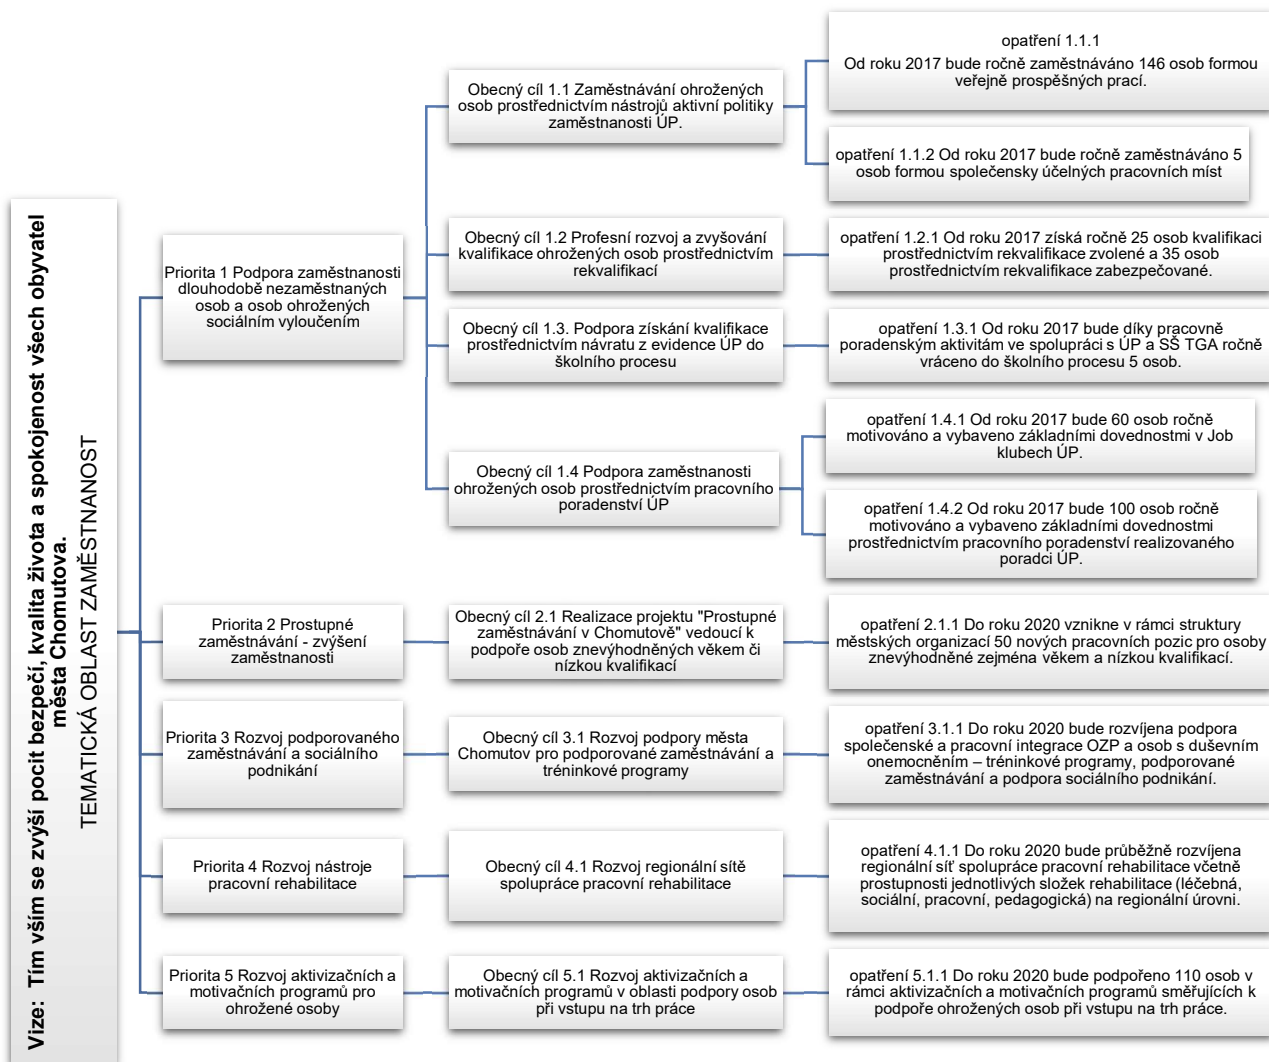 Vize: Tím vším se zvýší pocit bezpečí, kvalita života a spokojenost všech obyvatel
města Chomutova.
TEMATICKÁ OBLAST ZAMĚSTNANOST
Priorita 1 Podpora zaměstnanosti
dlouhodobě nezaměstnaných
osob a osob ohrožených
sociálním vyloučením
Obecný cíl 1.1 Zaměstnávání ohrožených
osob prostřednictvím nástrojů aktivní politiky
zaměstnanosti ÚP.
opatření 1.1.1
Od roku 2017 bude ročně zaměstnáváno 146 osob formou
veřejně prospěšných prací.
opatření 1.1.2 Od roku 2017 bude ročně zaměstnáváno 5
osob formou společensky účelných pracovních míst
Obecný cíl 1.2 Profesní rozvoj a zvyšování
kvalifikace ohrožených osob prostřednictvím
rekvalifikací
opatření 1.2.1 Od roku 2017 získá ročně 25 osob kvalifikaci
prostřednictvím rekvalifikace zvolené a 35 osob
prostřednictvím rekvalifikace zabezpečované.
Obecný cíl 1.3. Podpora získání kvalifikace
prostřednictvím návratu z evidence ÚP do
školního procesu
opatření 1.3.1 Od roku 2017 bude díky pracovně
poradenským aktivitám ve spolupráci s ÚP a SŠ TGA ročně
vráceno do školního procesu 5 osob.
Obecný cíl 1.4 Podpora zaměstnanosti
ohrožených osob prostřednictvím pracovního
poradenství ÚP
opatření 1.4.1 Od roku 2017 bude 60 osob ročně
motivováno a vybaveno základními dovednostmi v Job
klubech ÚP.
opatření 1.4.2 Od roku 2017 bude 100 osob ročně
motivováno a vybaveno základními dovednostmi
prostřednictvím pracovního poradenství realizovaného
poradci ÚP.
Priorita 2 Prostupné
zaměstnávání - zvýšení
zaměstnanosti
Obecný cíl 2.1 Realizace projektu "Prostupné
zaměstnávání v Chomutově" vedoucí k
podpoře osob znevýhodněných věkem či
nízkou kvalifikací
opatření 2.1.1 Do roku 2020 vznikne v rámci struktury
městských organizací 50 nových pracovních pozic pro osoby
znevýhodněné zejména věkem a nízkou kvalifikací.
Priorita 3 Rozvoj podporovaného
zaměstnávání a sociálního
podnikání
Obecný cíl 3.1 Rozvoj podpory města
Chomutov pro podporované zaměstnávání a
tréninkové programy
opatření 3.1.1 Do roku 2020 bude rozvíjena podpora
společenské a pracovní integrace OZP a osob s duševním
onemocněním – tréninkové programy, podporované
zaměstnávání a podpora sociálního podnikání.
Priorita 4 Rozvoj nástroje
pracovní rehabilitace
Obecný cíl 4.1 Rozvoj regionální sítě
spolupráce pracovní rehabilitace
opatření 4.1.1 Do roku 2020 bude průběžně rozvíjena
regionální síť spolupráce pracovní rehabilitace včetně
prostupnosti jednotlivých složek rehabilitace (léčebná,
sociální, pracovní, pedagogická) na regionální úrovni.
Priorita 5 Rozvoj aktivizačních a
motivačních programů pro
ohrožené osoby
Obecný cíl 5.1 Rozvoj aktivizačních a
motivačních programů v oblasti podpory osob
při vstupu na trh práce
opatření 5.1.1 Do roku 2020 bude podpořeno 110 osob v
rámci aktivizačních a motivačních programů směřujících k
podpoře ohrožených osob při vstupu na trh práce.